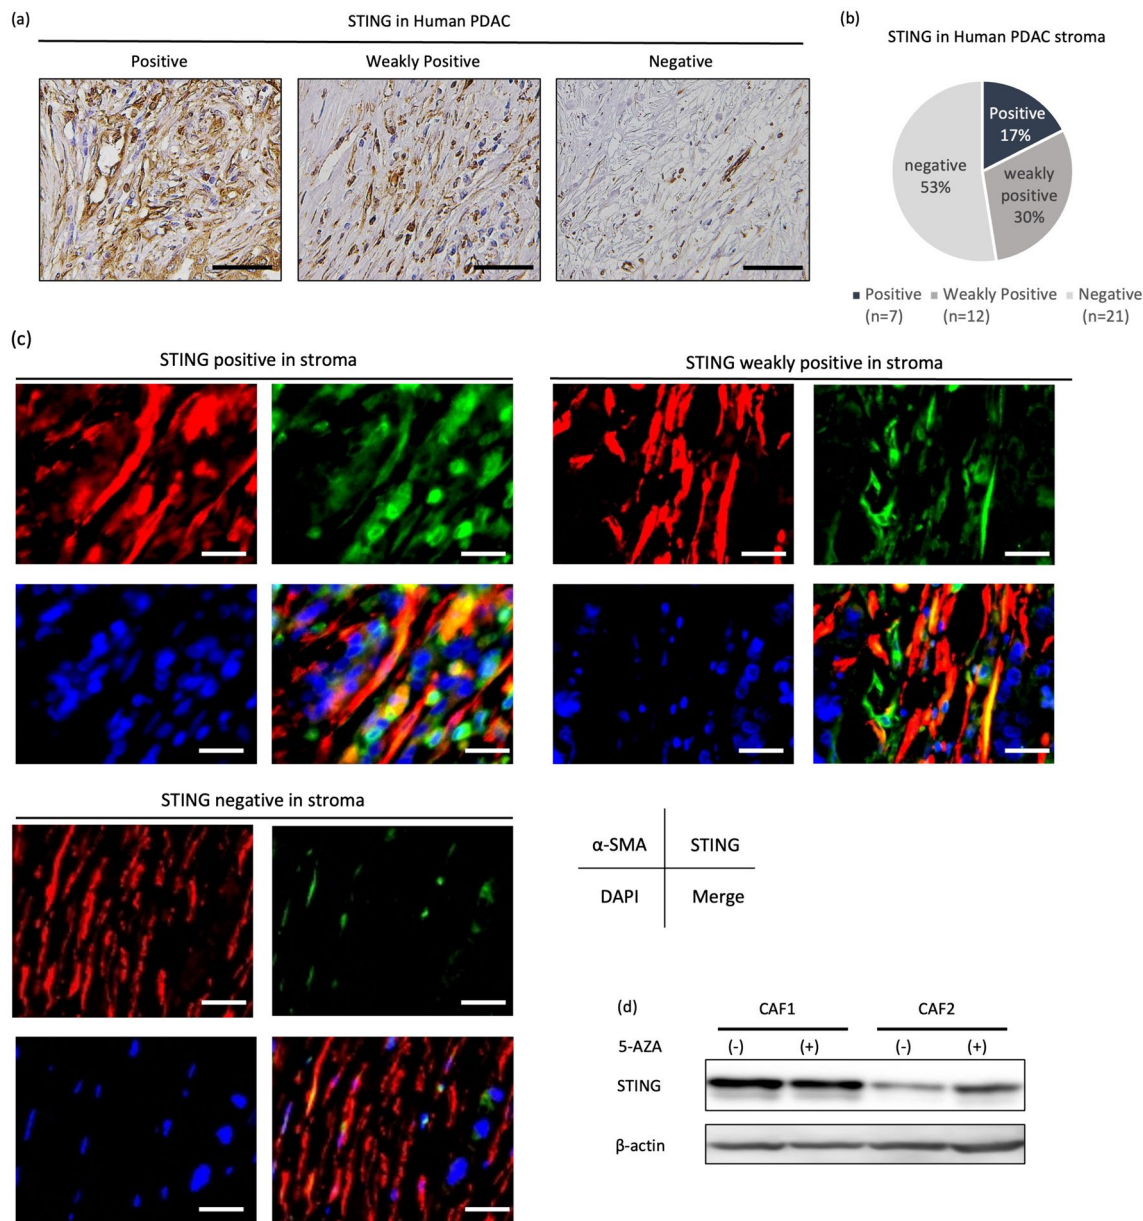 (a)
STING in Human PDAC
Positive
Weakly Positive
Negative
(b)
STING in Human PDAC stroma
Positive
17%
weakly
positive
30%
negative
53%
Positive
(n=7)
Weakly Positive
(n=12)
Negative
(n=21)
(c)
STING positive in stroma
STING weakly positive in stroma
STING negative in stroma
α-SMA
STING
DAPI
Merge
(d)
CAF1
CAF2
5-AZA
(-)
(+)
(-)
(+)
STING
β-actin